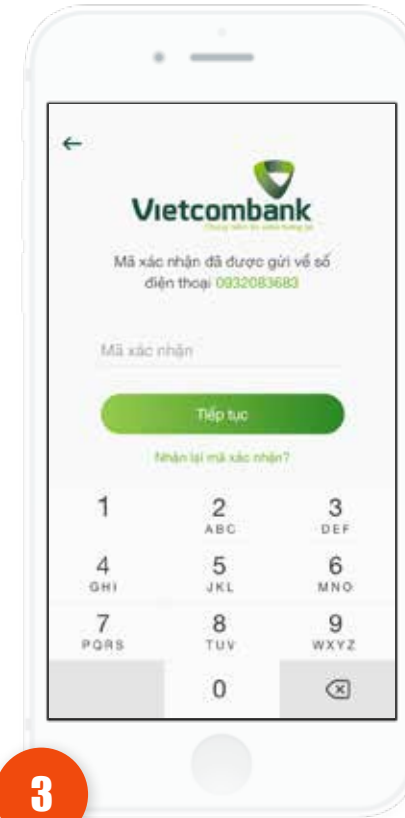 Vietcombank
Mã xác nhận đã được gửi về số
điện thoại 0932083683
Mã xác nhận
Tiếp tục
Nhận lại mã xác nhận?
1 2 3
ABC DEF
4 5 6
GHI JKL MNO
7 8 9
PQRS TUV WXYZ
0
3